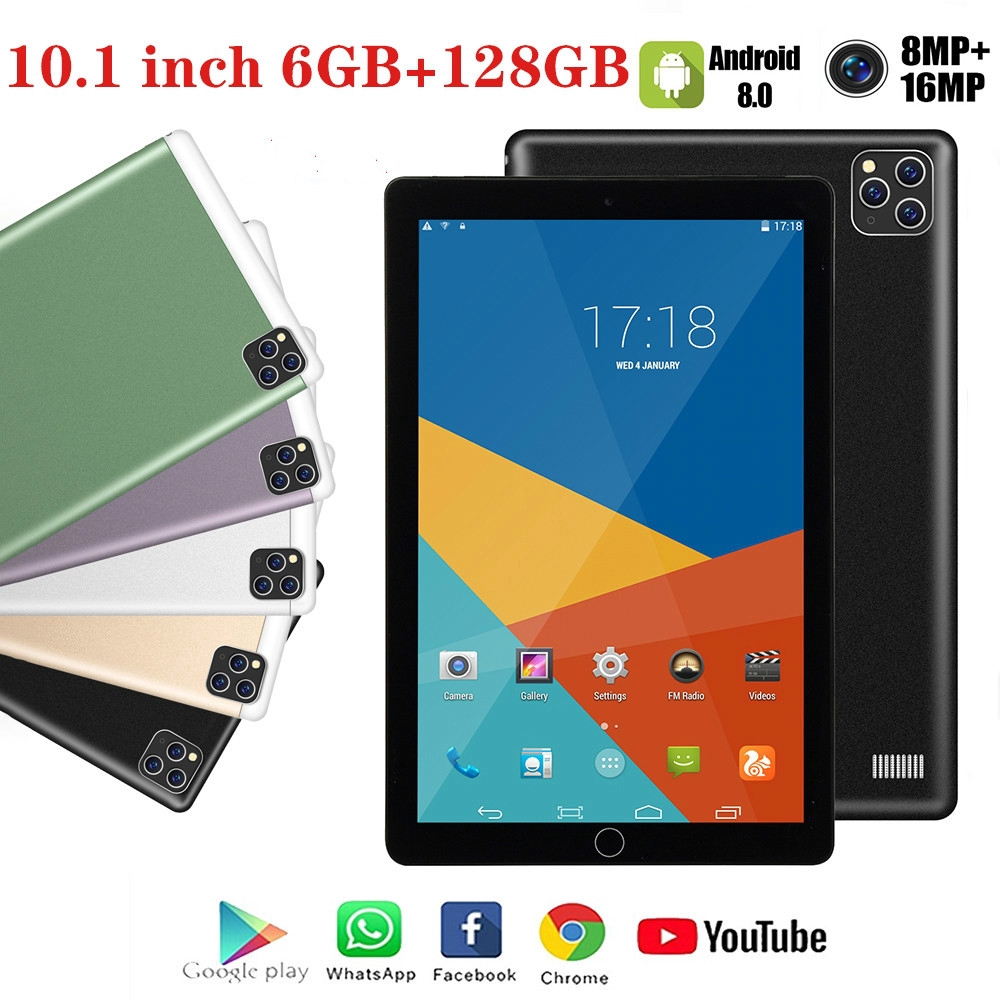 10.1 inch 6GB+128GB
Android
8.0
8MP+
16MP
17:18
17:18
WED 4 JANUARY
Camera
Gallery
Settings
FM Radio
Videos
Google play
WhatsApp
Facebook
Chrome
YouTube